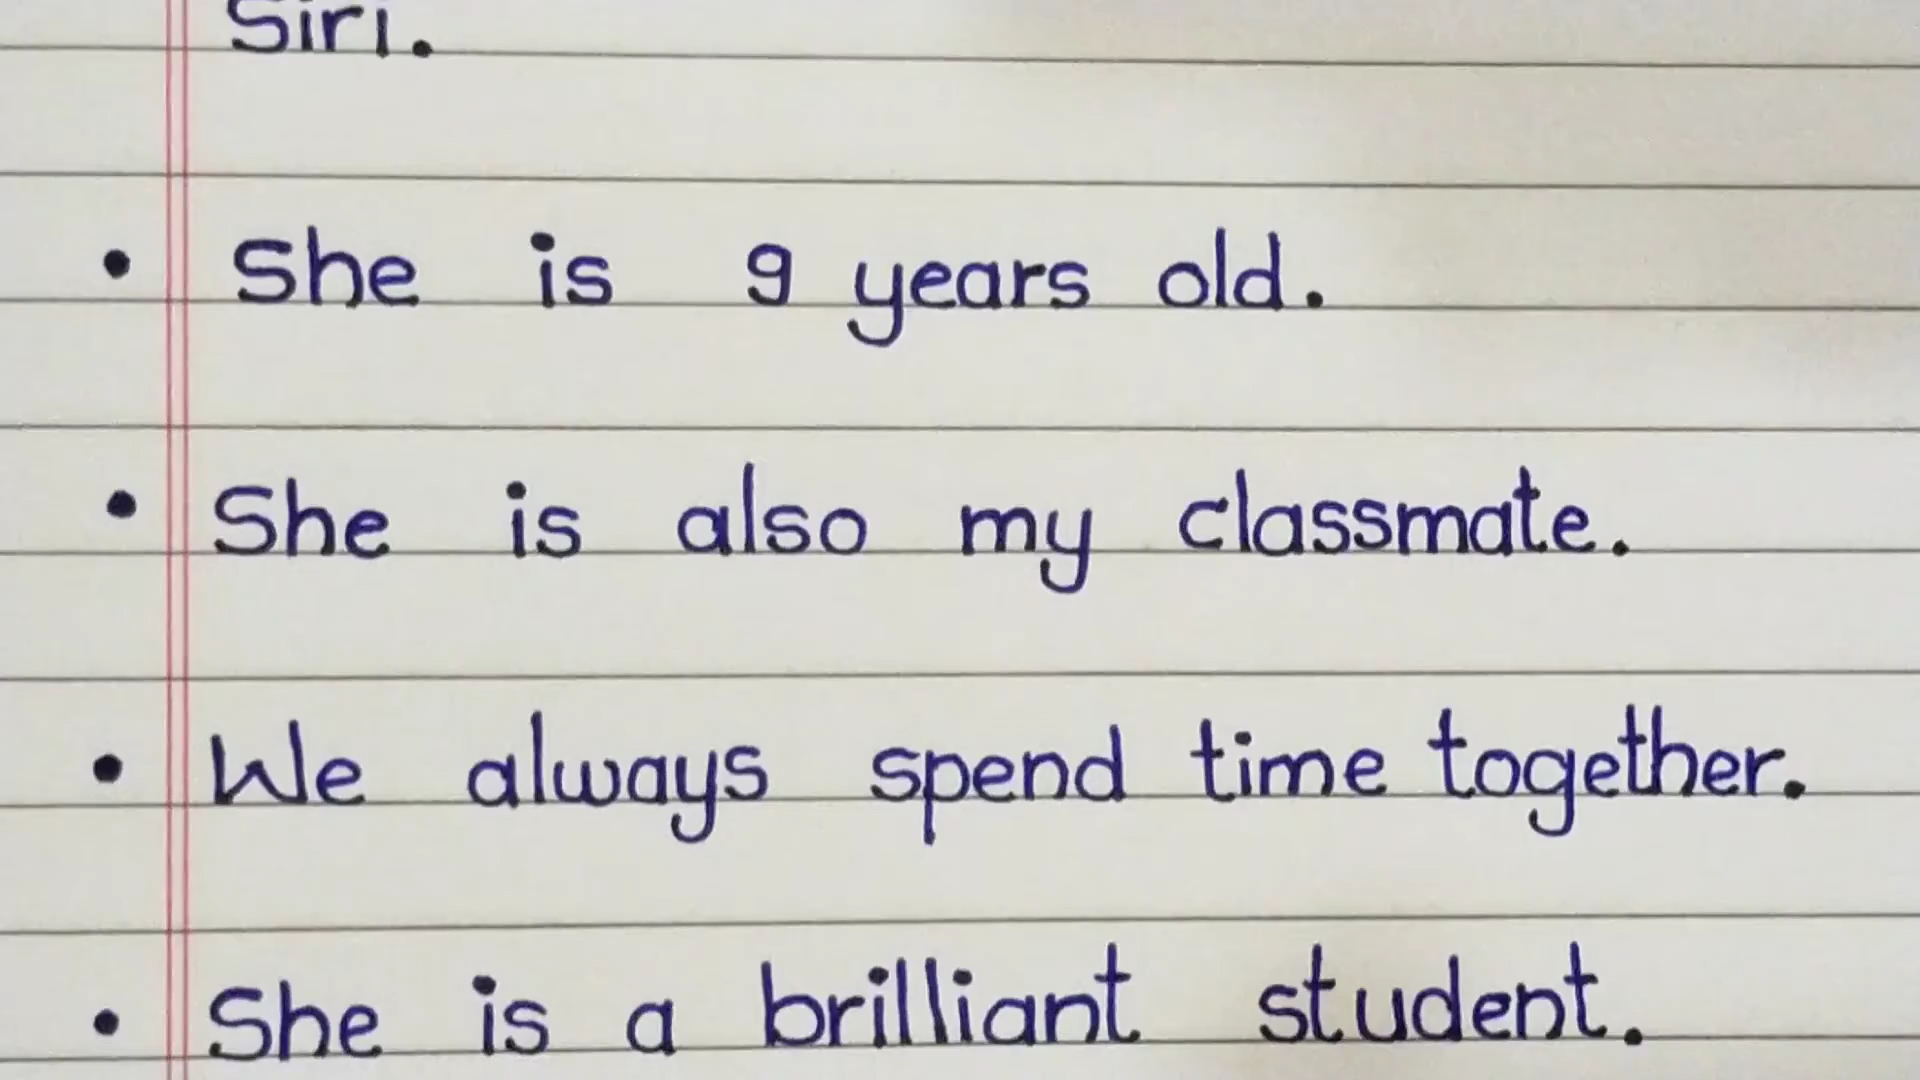 Siri.
• She is 9 years old.
• She is also my classmate.
• We always spend time together.
• She is a brilliant student.